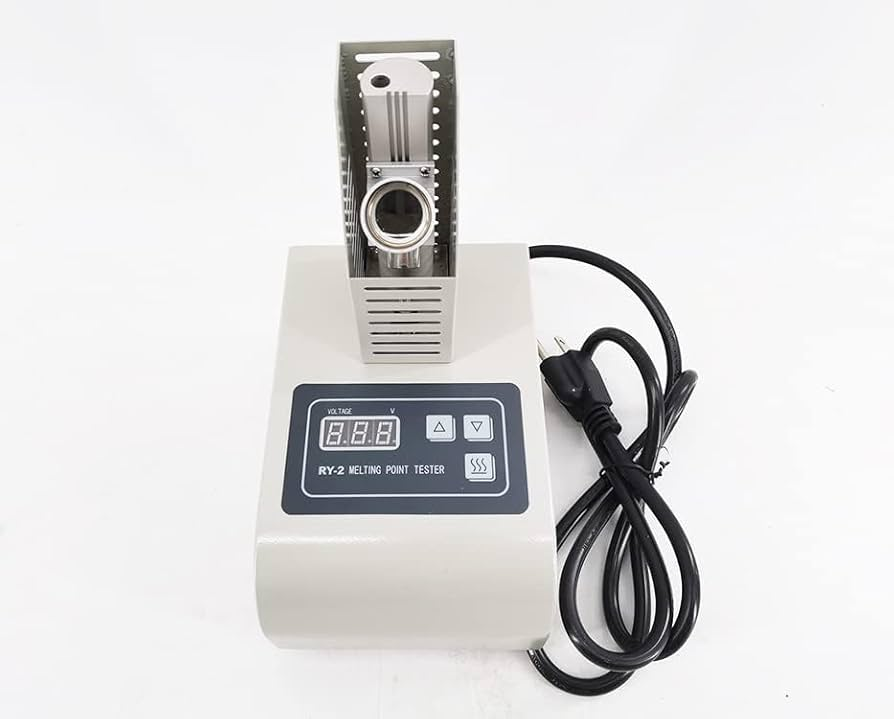 VOLTAGE V
8.8.8.
RY-2 MELTING POINT TESTER